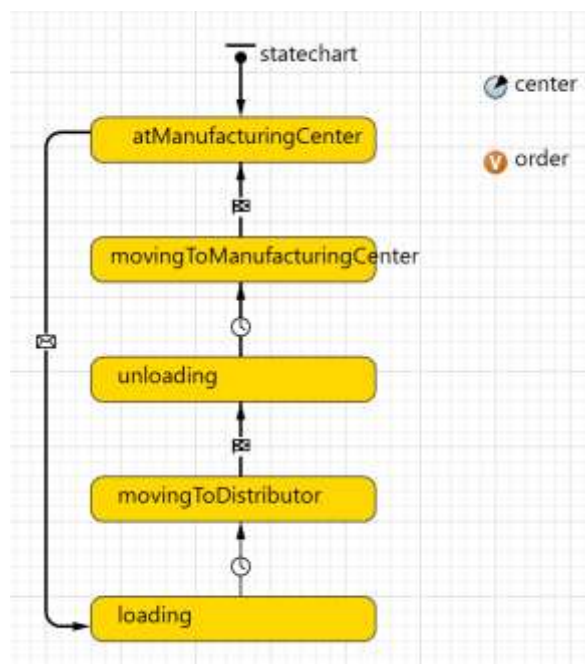 statechart
center
atManufacturingCenter
V order
movingToManufacturingCenter
unloading
movingToDistributor
loading